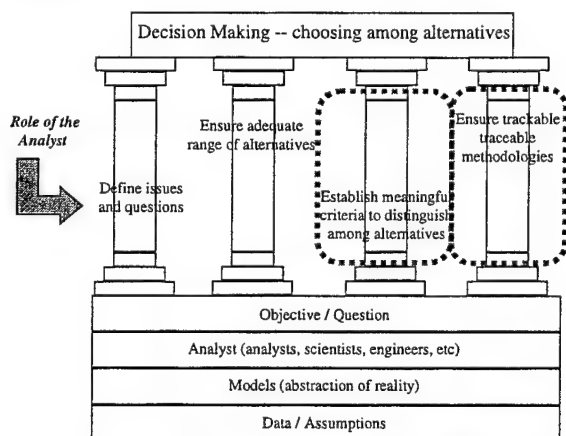 Decision Making -- choosing among alternatives
Role of the
Analyst
Define issues
and questions
Ensure adequate
range of alternatives
Establish meaningful
criteria to distinguish
among alternatives
Ensure trackable
traceable
methodologies
Objective / Question
Analyst (analysts, scientists, engineers, etc)
Models (abstraction of reality)
Data / Assumptions